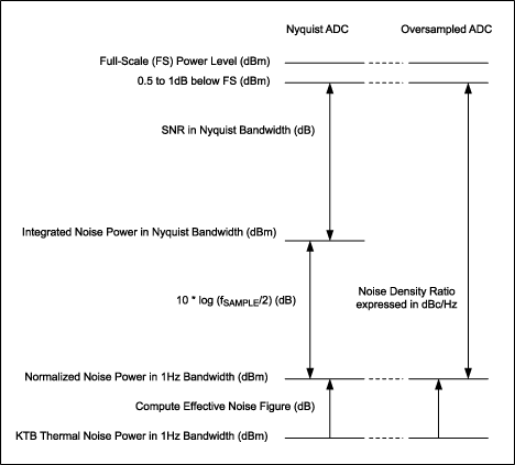 Nyquist ADC Oversampled ADC
Full-Scale (FS) Power Level (dBm)
0.5 to 1dB below FS (dBm)
SNR in Nyquist Bandwidth (dB)
Integrated Noise Power in Nyquist Bandwidth (dBm)
10 * log (fSAMPLE/2) (dB)
Noise Density Ratio
expressed in dBc/Hz
Normalized Noise Power in 1Hz Bandwidth (dBm)
Compute Effective Noise Figure (dB)
KTB Thermal Noise Power in 1Hz Bandwidth (dBm)